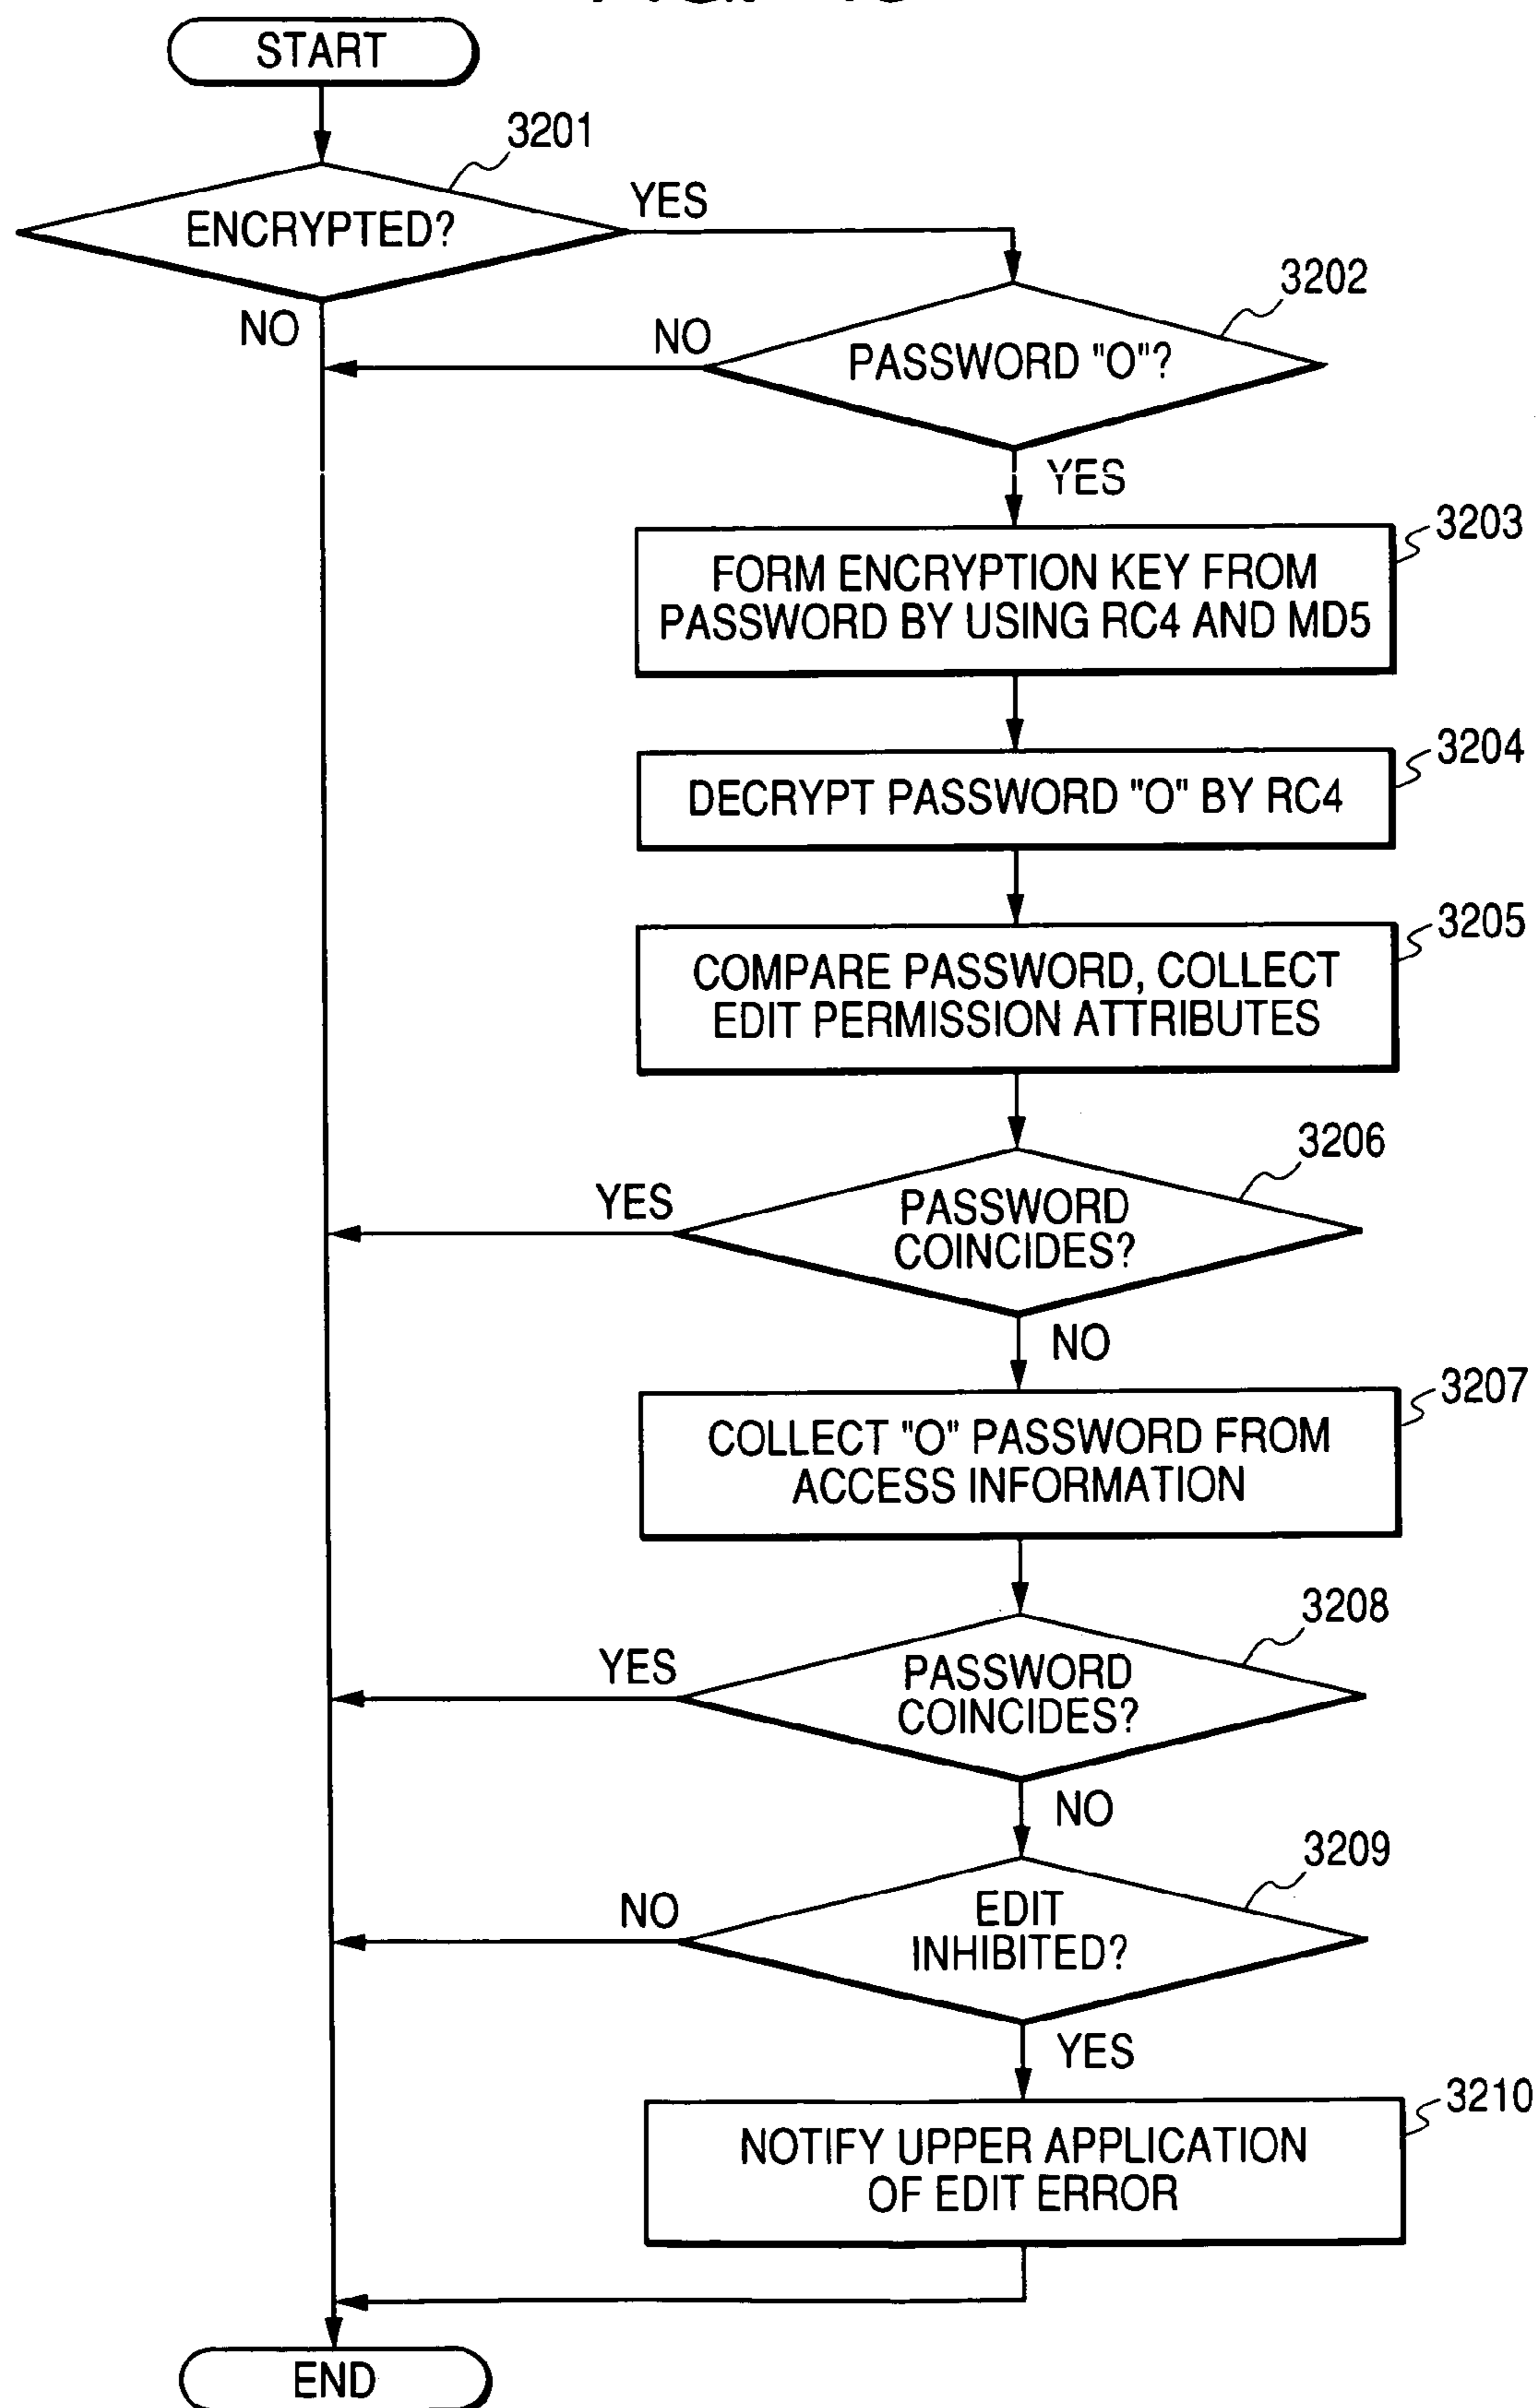 START
3201
ENCRYPTED?
YES
NO
3202
NO
PASSWORD "O"?
YES
3203
FORM ENCRYPTION KEY FROM
PASSWORD BY USING RC4 AND MD5
3204
DECRYPT PASSWORD "O" BY RC4
3205
COMPARE PASSWORD, COLLECT
EDIT PERMISSION ATTRIBUTES
3206
YES
PASSWORD
COINCIDES?
NO
3207
COLLECT "O" PASSWORD FROM
ACCESS INFORMATION
3208
YES
PASSWORD
COINCIDES?
NO
3209
NO
EDIT
INHIBITED?
YES
3210
NOTIFY UPPER APPLICATION
OF EDIT ERROR
END